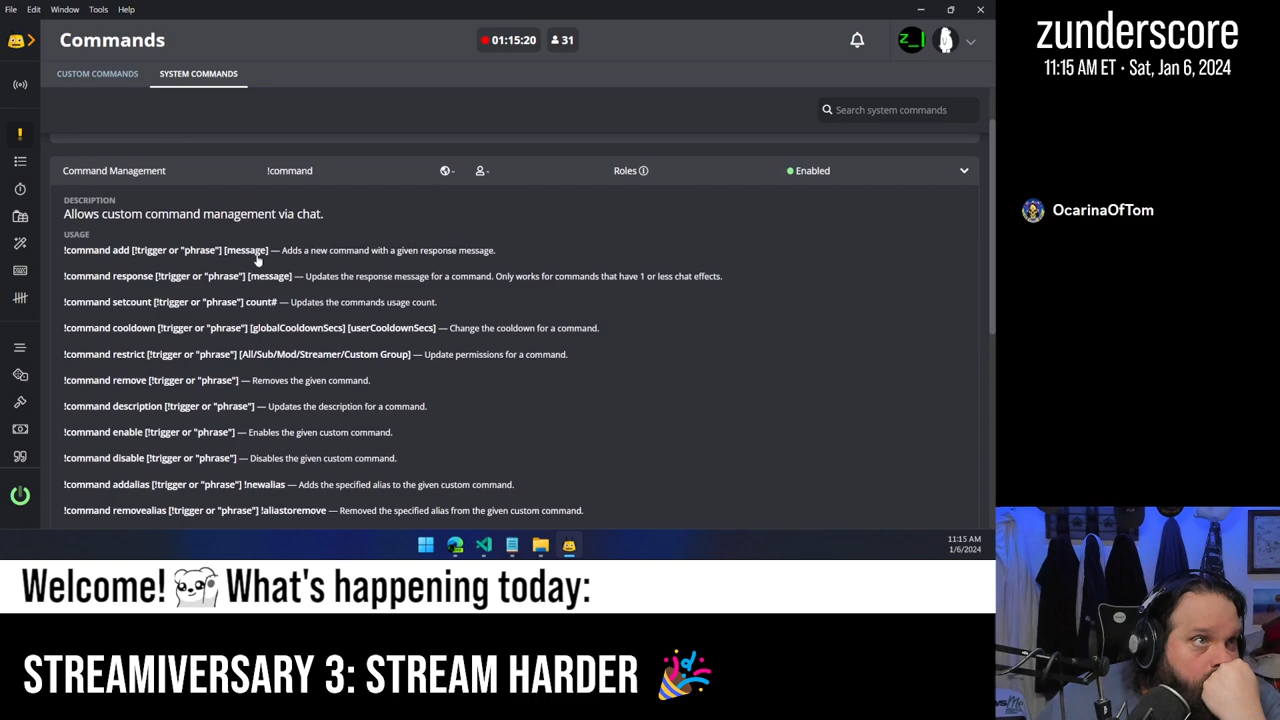 File Edit Window Tools Help
Commands
01:15:20
31
z_|
CUSTOM COMMANDS
SYSTEM COMMANDS
Search system commands
Command Management
!command
Roles
Enabled
DESCRIPTION
Allows custom command management via chat.
USAGE
!command add [!trigger or "phrase"] [message] — Adds a new command with a given response message.
!command response [!trigger or "phrase"] [message] — Updates the response message for a command. Only works for commands that have 1 or less chat effects.
!command setcount [!trigger or "phrase"] count# — Updates the commands usage count.
!command cooldown [!trigger or "phrase"] [globalCooldownSecs] [userCooldownSecs] — Change the cooldown for a command.
!command restrict [!trigger or "phrase"] [All/Sub/Mod/Streamer/Custom Group] — Update permissions for a command.
!command remove [!trigger or "phrase"] — Removes the given command.
!command description [!trigger or "phrase"] — Updates the description for a command.
!command enable [!trigger or "phrase"] — Enables the given custom command.
!command disable [!trigger or "phrase"] — Disables the given custom command.
!command addalias [!trigger or "phrase"] !newalias — Adds the specified alias to the given custom command.
!command removealias [!trigger or "phrase"] !aliastoremove — Removed the specified alias from the given custom command.
11:15 AM
1/6/2024
zunderscore
11:15 AM ET • Sat, Jan 6, 2024
OcarinaOfTom
Welcome! What's happening today:
STREAMIVERSARY 3: STREAM HARDER